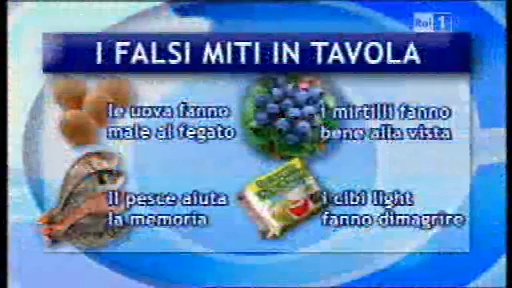 Rai 1
I FALSI MITI IN TAVOLA
le uova fanno
male al fegato
i mirtilli fanno
bene alla vista
il pesce aiuta
la memoria
i cibi light
fanno dimagrire